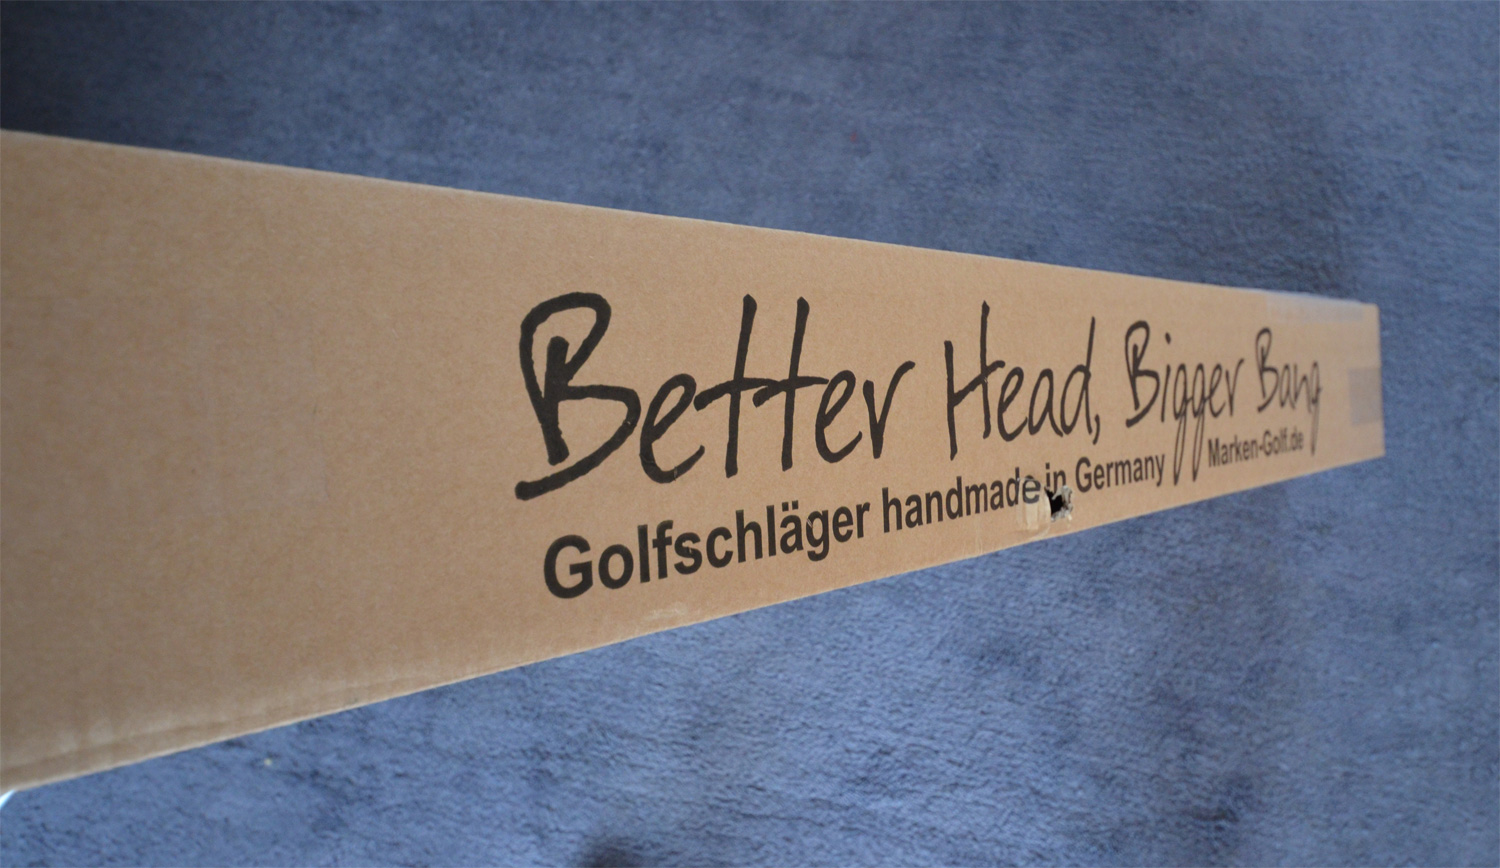 Better Head, Bigger Bang
Golfschläger handmade in Germany
Marken-Golf.de